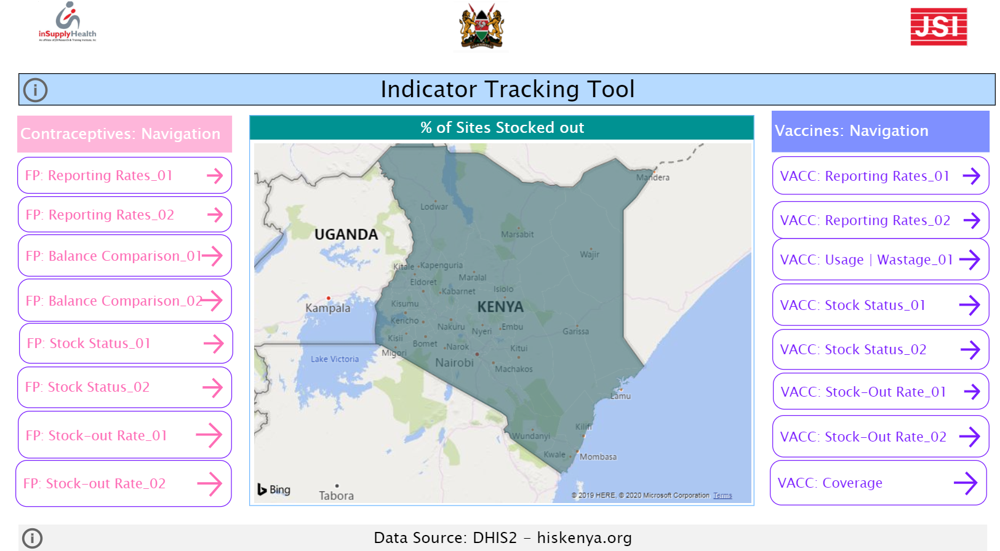 inSupplyHealth
An affiliate of JSI Research & Training Institute, Inc
JSI
Indicator Tracking Tool
Contraceptives: Navigation
FP: Reporting Rates_01
FP: Reporting Rates_02
FP: Balance Comparison_01
FP: Balance Comparison_02
FP: Stock Status_01
FP: Stock Status_02
FP: Stock-out Rate_01
FP: Stock-out Rate_02
% of Sites Stocked out
Mandera
Lodwar
UGANDA
Marsabit
Wajir
Kitale
Kapenguria
Maralal
Eldoret
Kabarnet
Isiolo
Kampala
Kisumu
KENYA
Kericho
Nakuru
Nyeri
Embu
Garissa
Kisii
Bomet
Narok
Kitui
Migori
Lake Victoria
Nairobi
Machakos
Lamu
Kilifi
Wundanyi
Kwale
Mombasa
Bing
Tabora
© 2019 HERE, © 2020 Microsoft Corporation Terms
Vaccines: Navigation
VACC: Reporting Rates_01
VACC: Reporting Rates_02
VACC: Usage | Wastage_01
VACC: Stock Status_01
VACC: Stock Status_02
VACC: Stock-Out Rate_01
VACC: Stock-Out Rate_02
VACC: Coverage
Data Source: DHIS2 - hiskenya.org